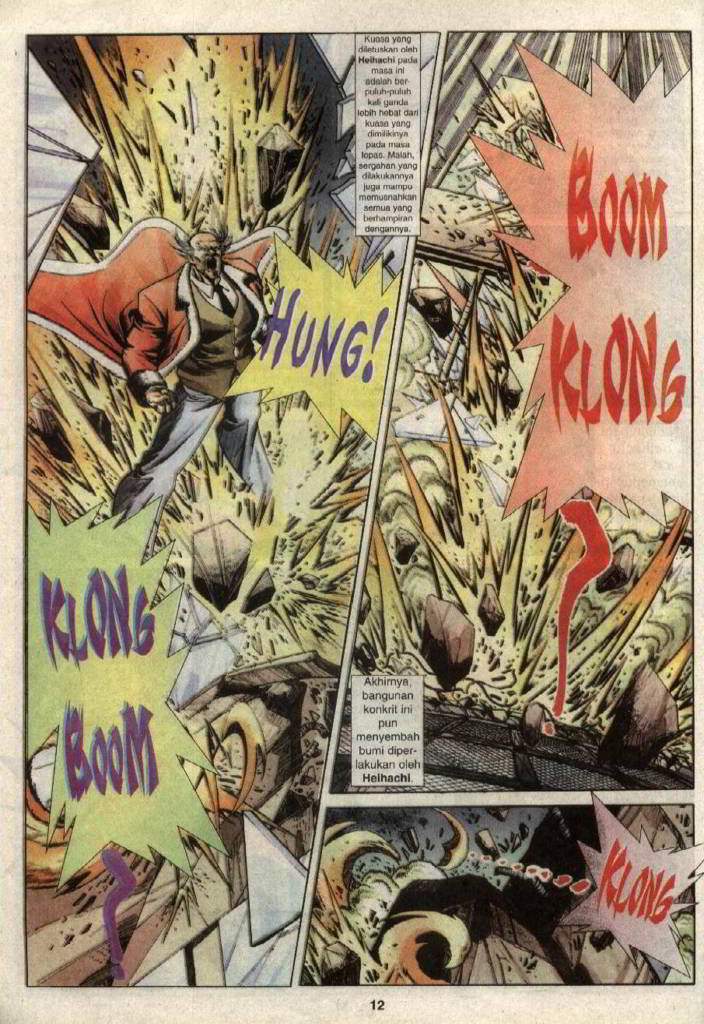 Kuasa yang
diletuskan oleh
Heihachi pada
masa ini
adalah ber-
puluh-puluh
kali ganda
lebih hebat dari
kuasa yang
dimilikinya
pada masa
lepas. Malah,
sergahan yang
dilakukannya
juga mampu
memusnahkan
semua yang
berhampiran
dengannya.
HUNG!
KLONG
BOOM
BOOM
KLONG
Akhirnya,
bangunan
konkrit ini
pun
menyembah
bumi diper-
lakukan oleh
Heihachi.
KLONG
12